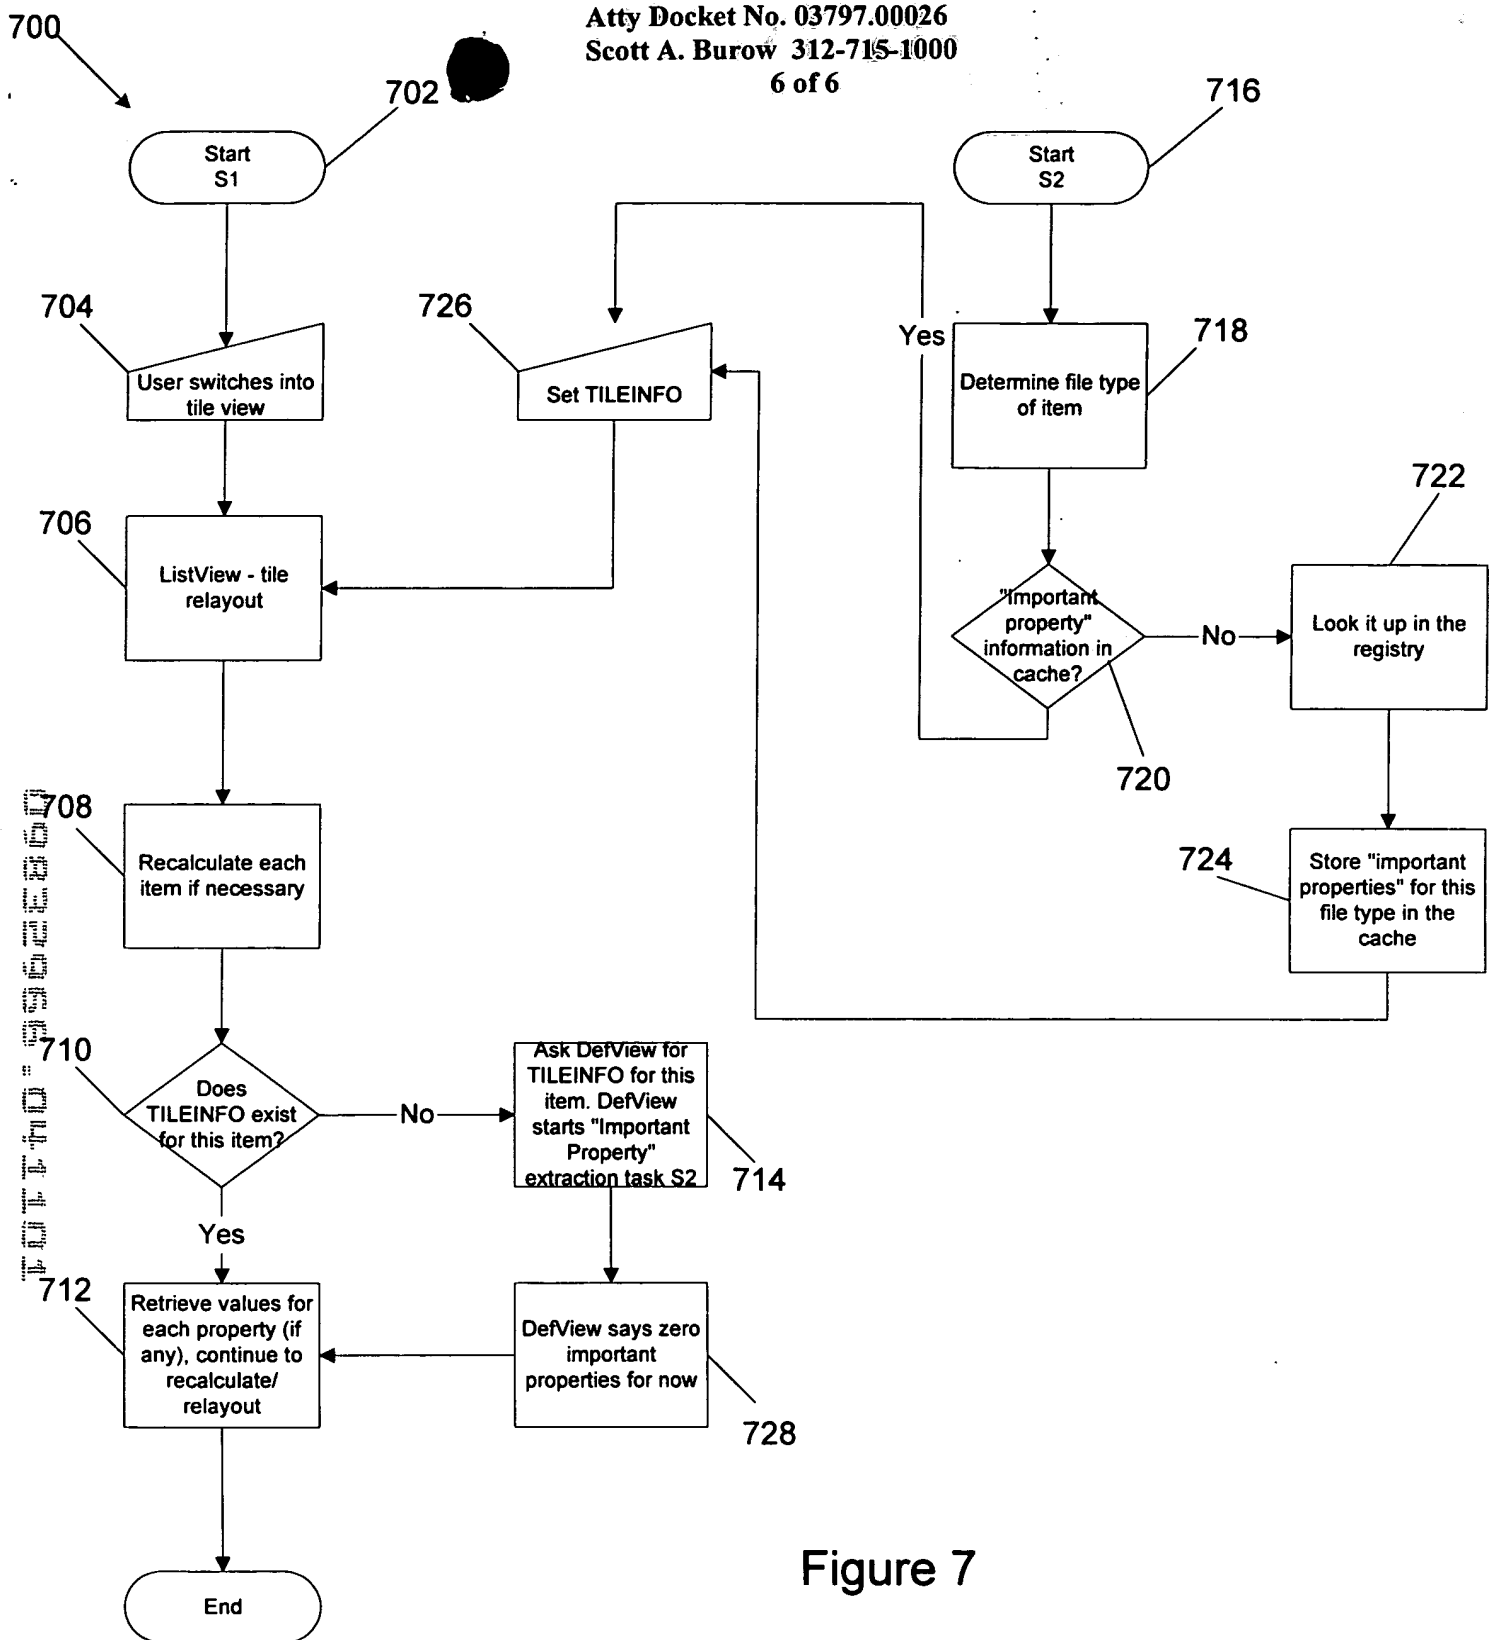 Atty Docket No. 03797.00026
Scott A. Burow 312-715-1000
6 of 6
700
702
716
Start
S1
Start
S2
704
726
Yes
718
User switches into
tile view
Set TILEINFO
Determine file type
of item
706
722
ListView - tile
relayout
"Important
property"
information in
cache?
No
Look it up in the
registry
720
708
Recalculate each
item if necessary
724
Store "important
properties" for this
file type in the
cache
710
Does
TILEINFO exist
for this item?
No
Ask DefView for
TILEINFO for this
item. DefView
starts "Important
Property"
extraction task S2
714
Yes
712
Retrieve values for
each property (if
any), continue to
recalculate/
relayout
DefView says zero
important
properties for now
728
End
Figure 7
09832956.041101